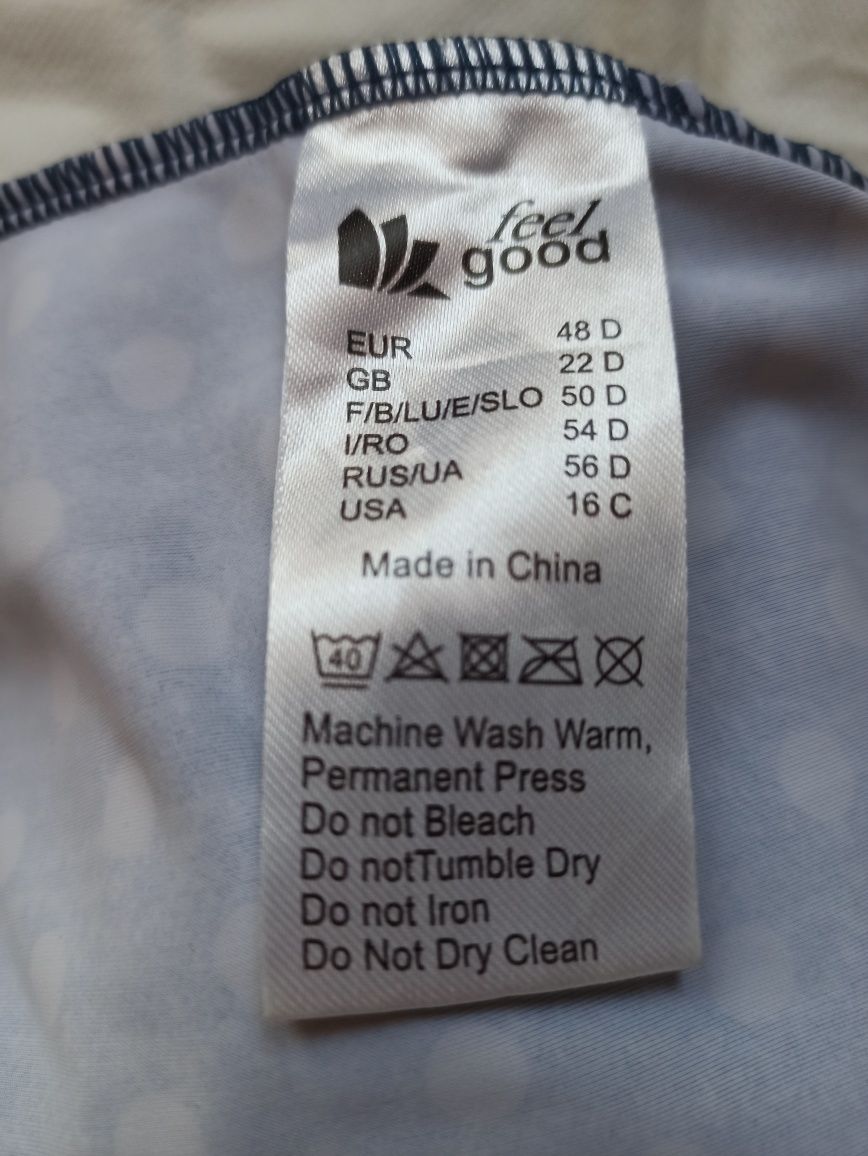 feel
good
EUR 48 D
GB 22 D
F/B/LU/E/SLO 50 D
I/RO 54 D
RUS/UA 56 D
USA 16 C
Made in China
40
Machine Wash Warm,
Permanent Press
Do not Bleach
Do notTumble Dry
Do not Iron
Do Not Dry Clean